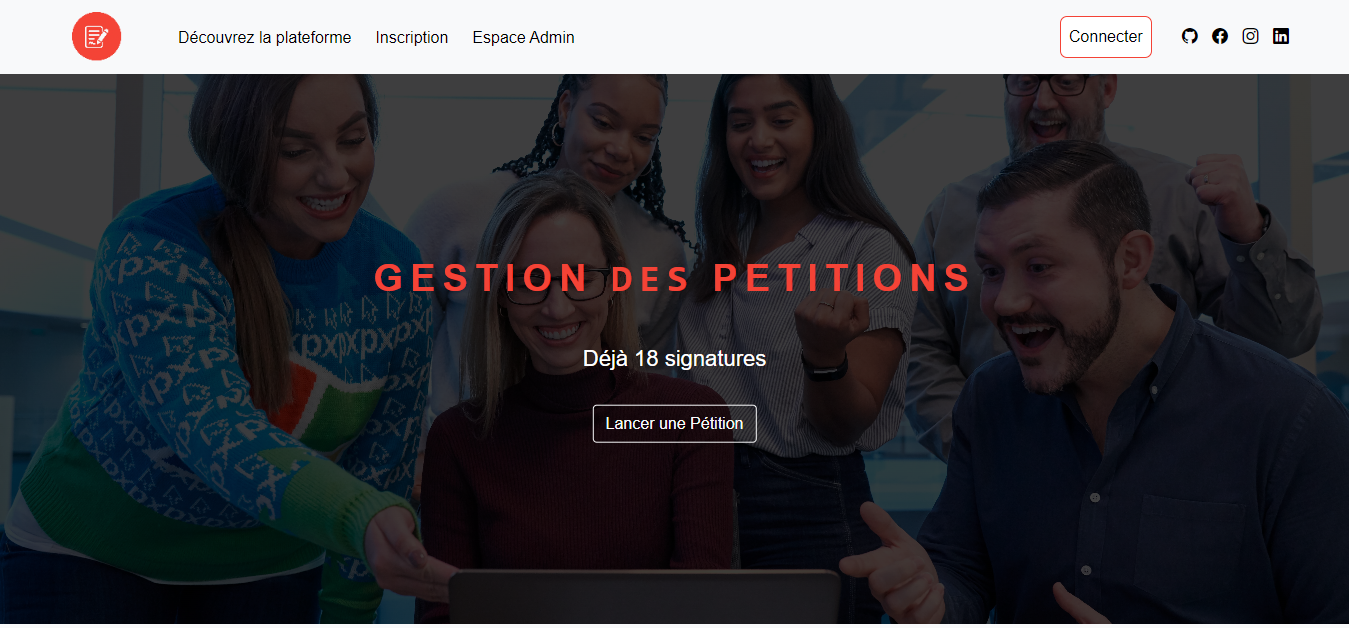 Découvrez la plateforme Inscription Espace Admin Connecter
GESTION DES PETITIONS
Déjà 18 signatures
Lancer une Pétition